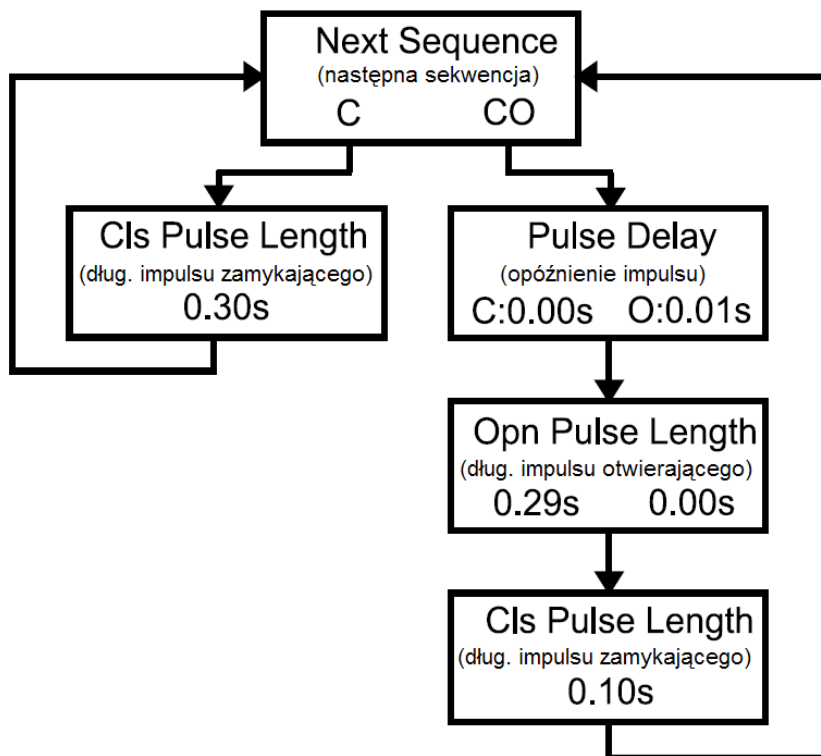 Next Sequence
(następna sekwencja)
C CO
Cls Pulse Length
(dług. impulsu zamykającego)
0.30s
Pulse Delay
(opóźnienie impulsu)
C:0.00s O:0.01s
Opn Pulse Length
(dług. impulsu otwierającego)
0.29s 0.00s
Cls Pulse Length
(dług. impulsu zamykającego)
0.10s